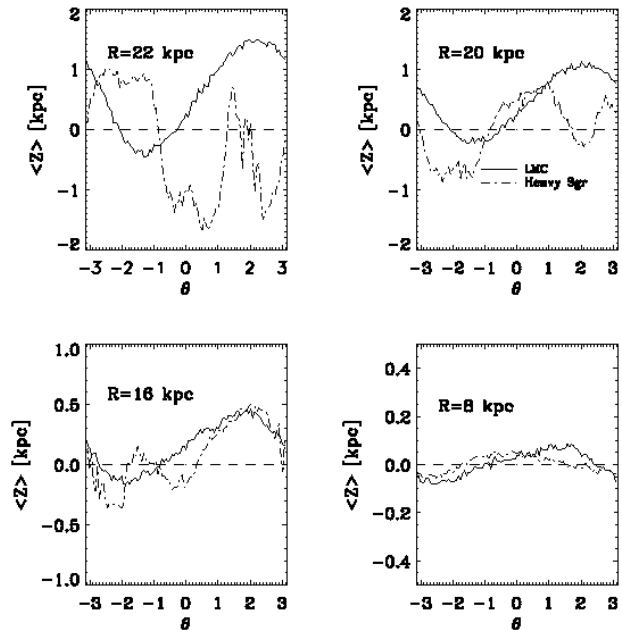 R=22 kpc
2
1
0
-1
-2
<Z> [kpc]
-3 -2 -1 0 1 2 3
θ
R=20 kpc
2
1
0
-1
-2
<Z> [kpc]
LMC
Heavy Sgr
-3 -2 -1 0 1 2 3
θ
R=16 kpc
1.0
0.5
0.0
-0.5
-1.0
<Z> [kpc]
-3 -2 -1 0 1 2 3
θ
R=8 kpc
0.4
0.2
0.0
-0.2
-0.4
<Z> [kpc]
-3 -2 -1 0 1 2 3
θ